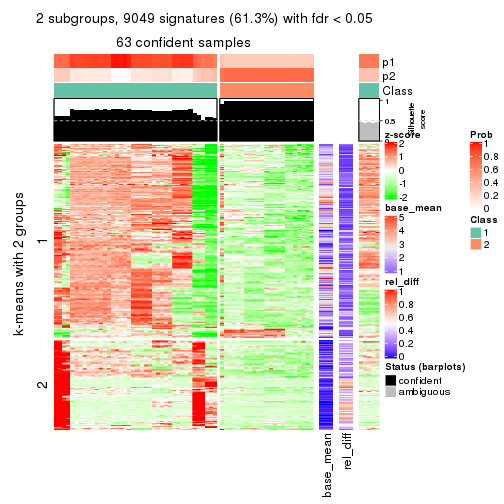 2 subgroups, 9049 signatures (61.3%) with fdr < 0.05
63 confident samples
p1
p2
Class
1
0.5
0
Silhouette
score
k-means with 2 groups
1
2
z-score
2
1
0
-1
-2
base_mean
5
4
3
2
1
rel_diff
1
0.8
0.6
0.4
0.2
0
Status (barplots)
confident
ambiguous
Prob
1
0.8
0.6
0.4
0.2
0
Class
1
2
base_mean
rel_diff